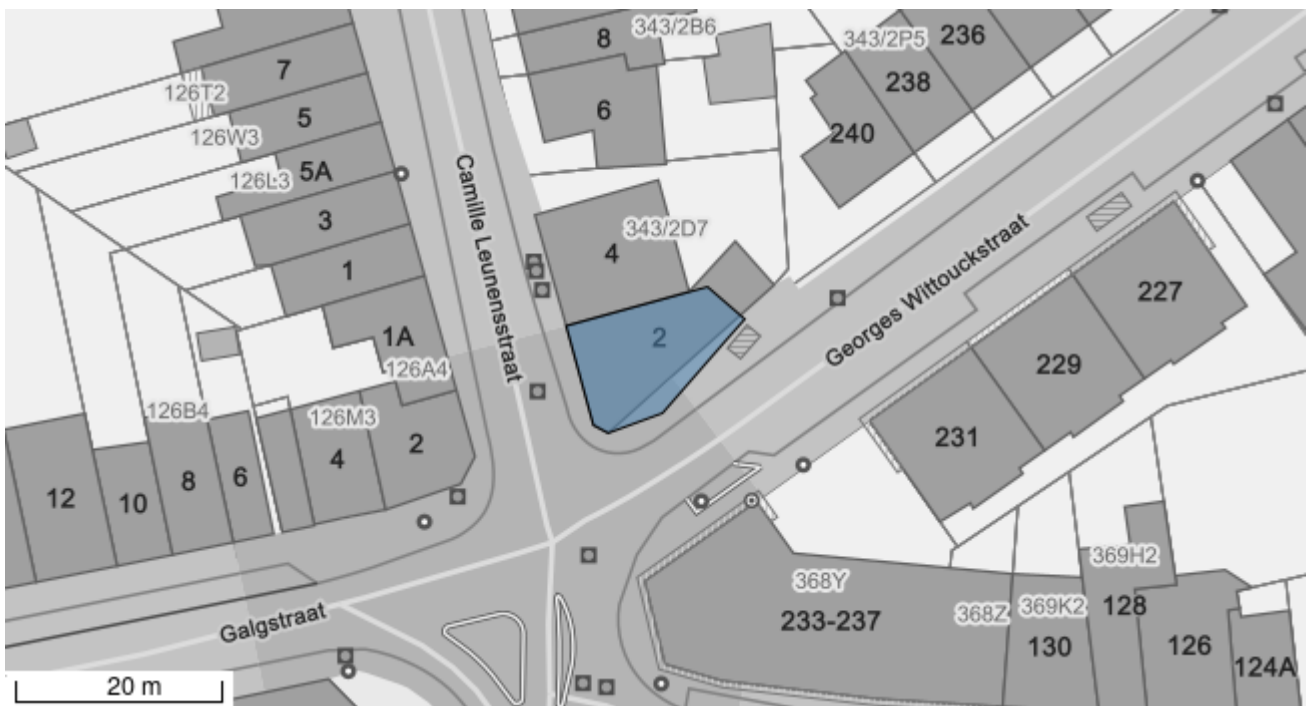 8
343/2B6
236
343/2P5
7
238
126T2
5
6
126W3
240
5A
126L3
Camille Leunensstraat
3
343/2D7
4
1
Georges Wittouckstraat
227
2
1A
229
126A4
126B4
126M3
231
2
4
6
8
12
10
369H2
368Y
128
368Z
369K2
Galgstraat
233-237
130
126
124A
20 m